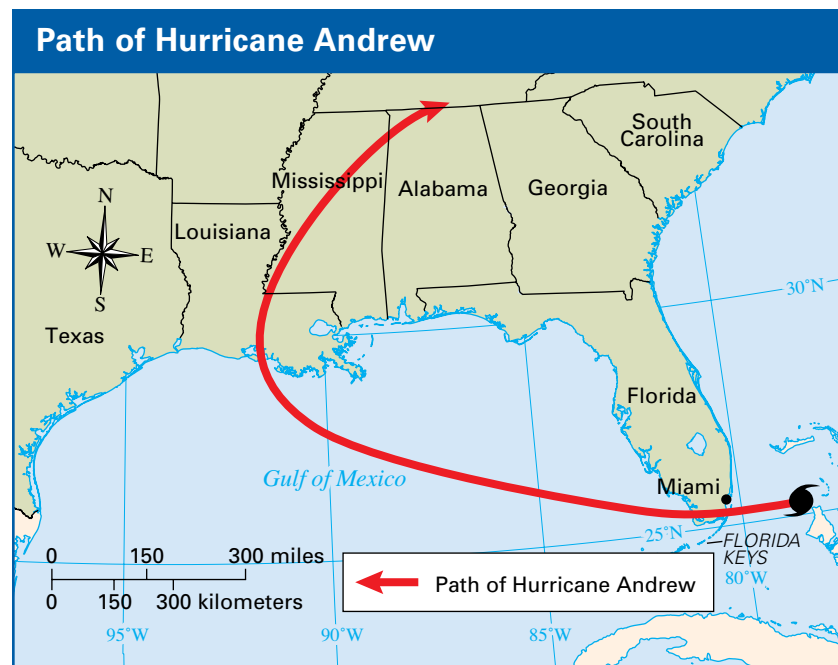 Path of Hurricane Andrew
South
Carolina
Mississippi
Alabama
Georgia
N
Louisiana
W
E
S
30°N
Texas
Florida
Gulf of Mexico
Miami
25°N
FLORIDA
KEYS
0 150 300 miles
80°W
Path of Hurricane Andrew
0 150 300 kilometers
95°W
90°W
85°W